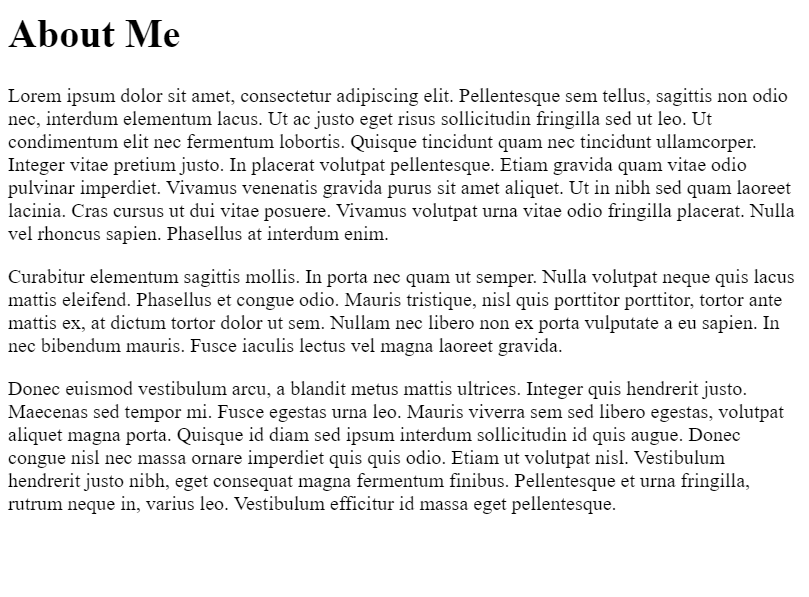 About Me
Lorem ipsum dolor sit amet, consectetur adipiscing elit. Pellentesque sem tellus, sagittis non odio
nec, interdum elementum lacus. Ut ac justo eget risus sollicitudin fringilla sed ut leo. Ut
condimentum elit nec fermentum lobortis. Quisque tincidunt quam nec tincidunt ullamcorper.
Integer vitae pretium justo. In placerat volutpat pellentesque. Etiam gravida quam vitae odio
pulvinar imperdiet. Vivamus venenatis gravida purus sit amet aliquet. Ut in nibh sed quam laoreet
lacinia. Cras cursus ut dui vitae posuere. Vivamus volutpat urna vitae odio fringilla placerat. Nulla
vel rhoncus sapien. Phasellus at interdum enim.
Curabitur elementum sagittis mollis. In porta nec quam ut semper. Nulla volutpat neque quis lacus
mattis eleifend. Phasellus et congue odio. Mauris tristique, nisl quis porttitor porttitor, tortor ante
mattis ex, at dictum tortor dolor ut sem. Nullam nec libero non ex porta vulputate a eu sapien. In
nec bibendum mauris. Fusce iaculis lectus vel magna laoreet gravida.
Donec euismod vestibulum arcu, a blandit metus mattis ultrices. Integer quis hendrerit justo.
Maecenas sed tempor mi. Fusce egestas urna leo. Mauris viverra sem sed libero egestas, volutpat
aliquet magna porta. Quisque id diam sed ipsum interdum sollicitudin id quis augue. Donec
congue nisl nec massa ornare imperdiet quis quis odio. Etiam ut volutpat nisl. Vestibulum
hendrerit justo nibh, eget consequat magna fermentum finibus. Pellentesque et urna fringilla,
rutrum neque in, varius leo. Vestibulum efficitur id massa eget pellentesque.